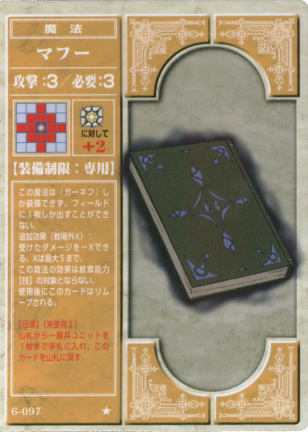 魔法
マフー
攻撃:3／必要:3
に対して
+2
【装備制限：専用】
この魔法は「ガーネフ」し
か装備できず、フィールド
に1枚しか出すことができ
ない。
追加効果（戦場外X）：
受けたダメージを－Xでき
る。Xは最大5まで。
この魔法の効果は紋章能力
【技】の対象とならない。
使用後にこのカードはリム
ーブされる。
【伝承】（未使用2）
山札から一般兵ユニットを
1枚まで手札に入れ、この
カードを山札に戻す。
6-097
★